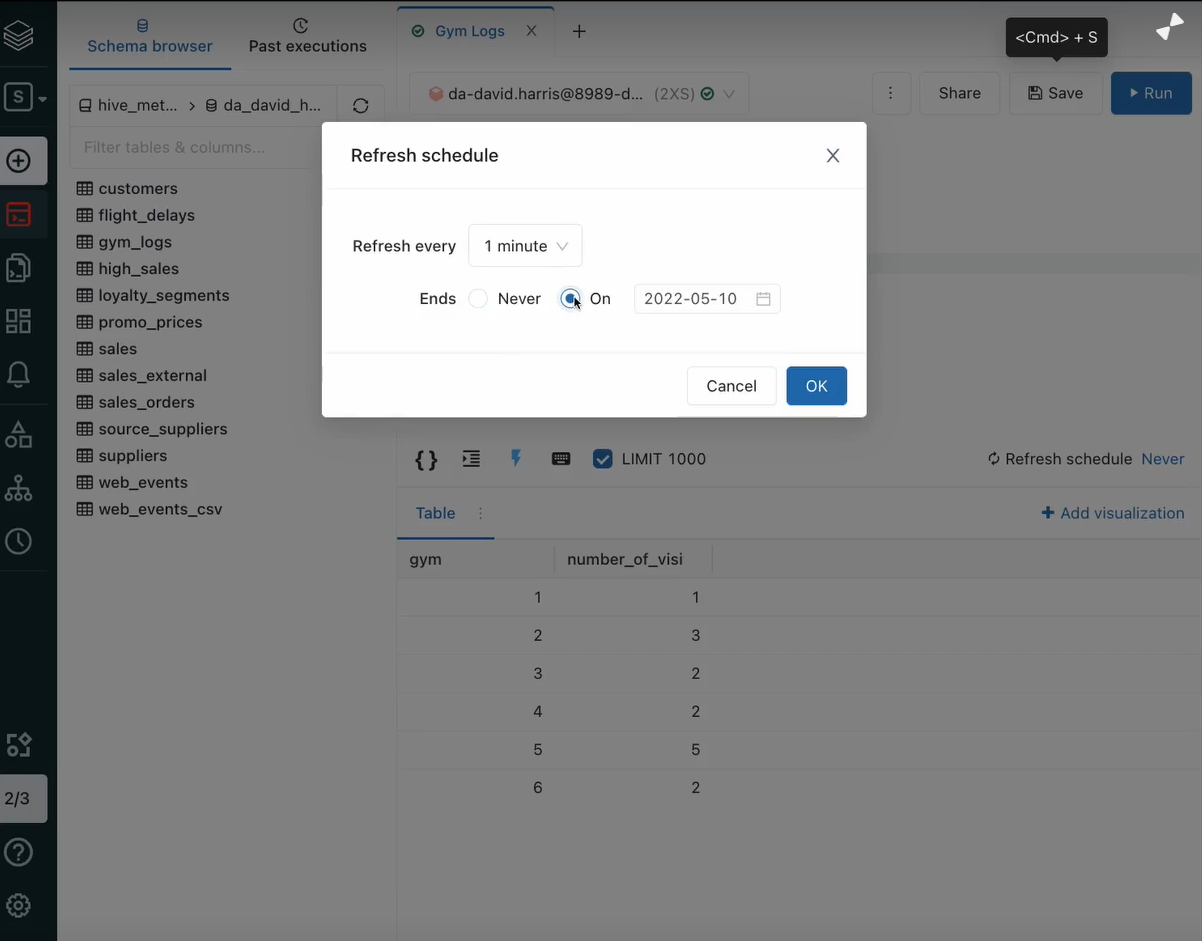 <Cmd> + S
Schema browser
Past executions
Gym Logs
S
hive_met... > da_david_h...
da-david.harris@8989-d... (2XS)
Share
Save
Run
Filter tables & columns...
customers
flight_delays
gym_logs
high_sales
loyalty_segments
promo_prices
sales
sales_external
sales_orders
source_suppliers
suppliers
web_events
web_events_csv
2/3
Refresh schedule
Refresh every 1 minute
Ends Never On 2022-05-10
Cancel OK
{ } LIMIT 1000
Refresh schedule Never
Table
+ Add visualization
gym number_of_visi
1 1
2 3
3 2
4 2
5 5
6 2